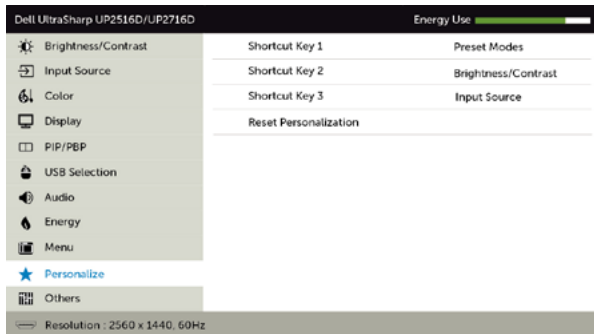 Dell UltraSharp UP2516D/UP2716D Energy Use
Brightness/Contrast Shortcut Key 1 Preset Modes
Input Source Shortcut Key 2 Brightness/Contrast
Color Shortcut Key 3 Input Source
Display Reset Personalization
PIP/PBP
USB Selection
Audio
Energy
Menu
Personalize
Others
Resolution : 2560 x 1440, 60Hz